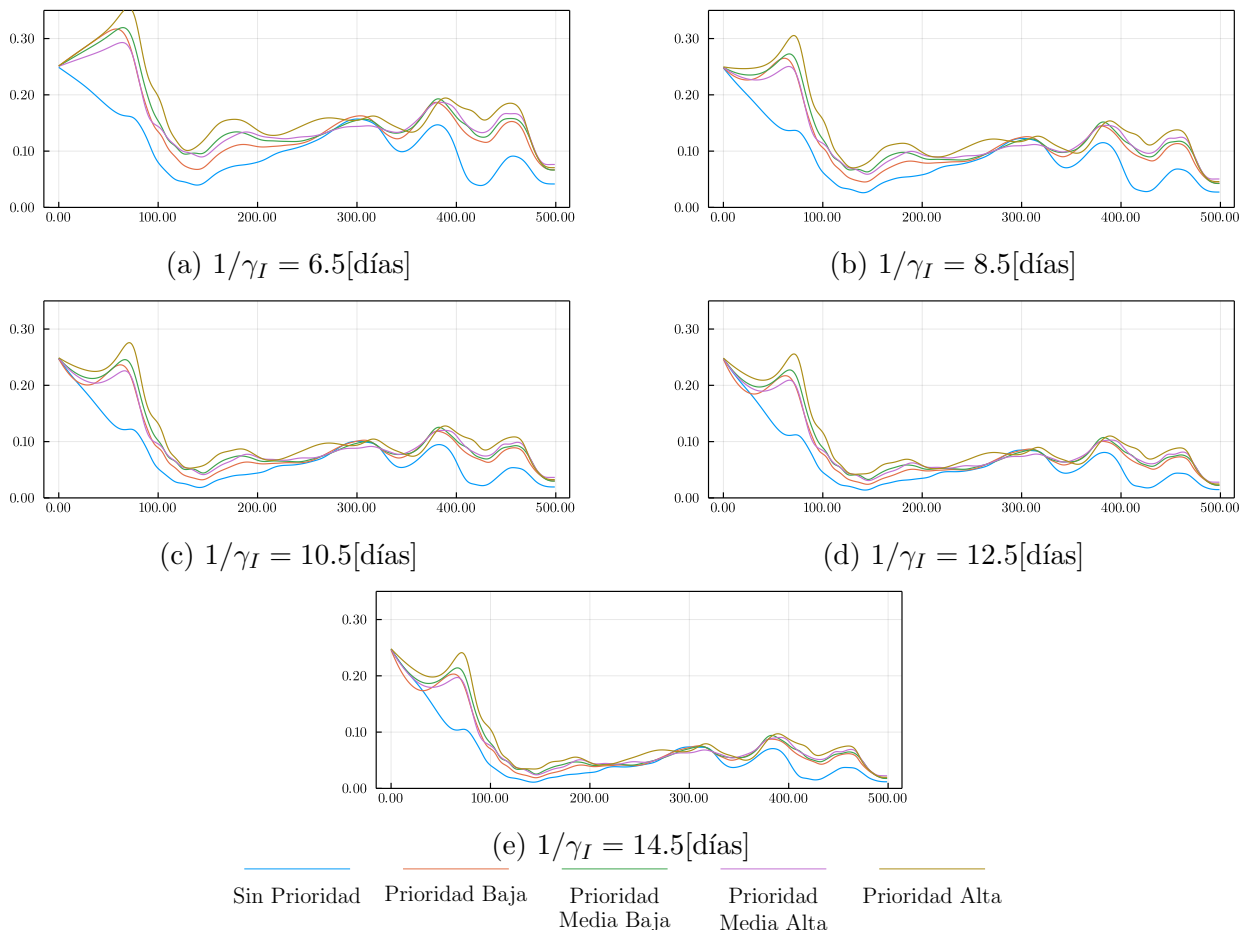 0.30
0.20
0.10
0.00
0.00 100.00 200.00 300.00 400.00 500.00
(a) 1/γ_I = 6.5[días]
0.30
0.20
0.10
0.00
0.00 100.00 200.00 300.00 400.00 500.00
(b) 1/γ_I = 8.5[días]
0.30
0.20
0.10
0.00
0.00 100.00 200.00 300.00 400.00 500.00
(c) 1/γ_I = 10.5[días]
0.30
0.20
0.10
0.00
0.00 100.00 200.00 300.00 400.00 500.00
(d) 1/γ_I = 12.5[días]
0.30
0.20
0.10
0.00
0.00 100.00 200.00 300.00 400.00 500.00
(e) 1/γ_I = 14.5[días]
Sin Prioridad
Prioridad Baja
Prioridad
Media Baja
Prioridad
Media Alta
Prioridad Alta